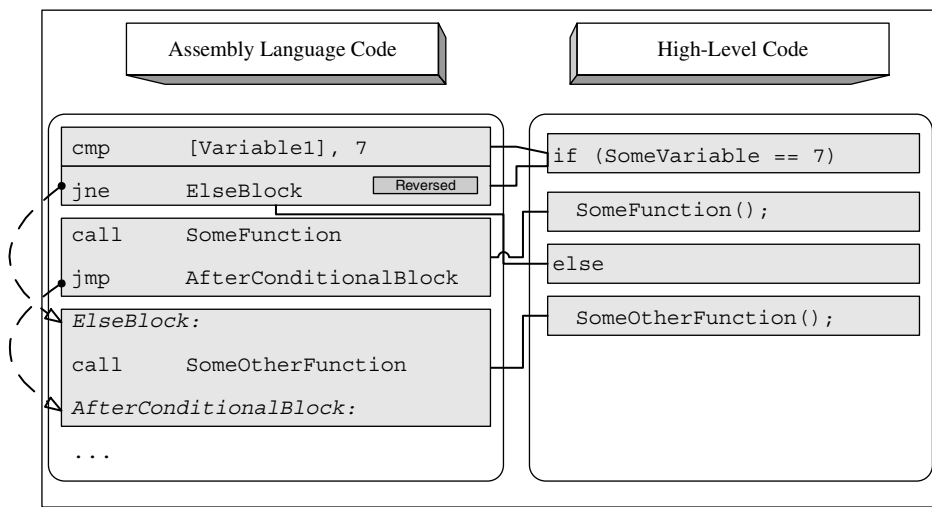 Assembly Language Code
High-Level Code
cmp [Variable1], 7
jne ElseBlock Reversed
call SomeFunction
jmp AfterConditionalBlock
ElseBlock:
call SomeOtherFunction
AfterConditionalBlock:
...
if (SomeVariable == 7)
SomeFunction();
else
SomeOtherFunction();